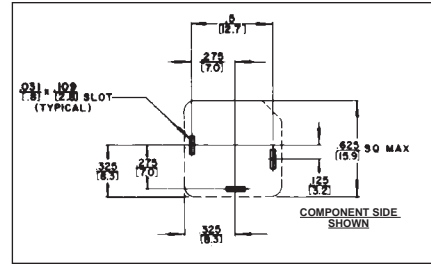 .5
[12.7]
.275
[7.0]
.031 x .109 SLOT
[.8] [2.8]
(TYPICAL)
.325
[8.3]
.275
[7.0]
.625 SQ MAX
[15.9]
.125
[3.2]
.325
[8.3]
COMPONENT SIDE
SHOWN